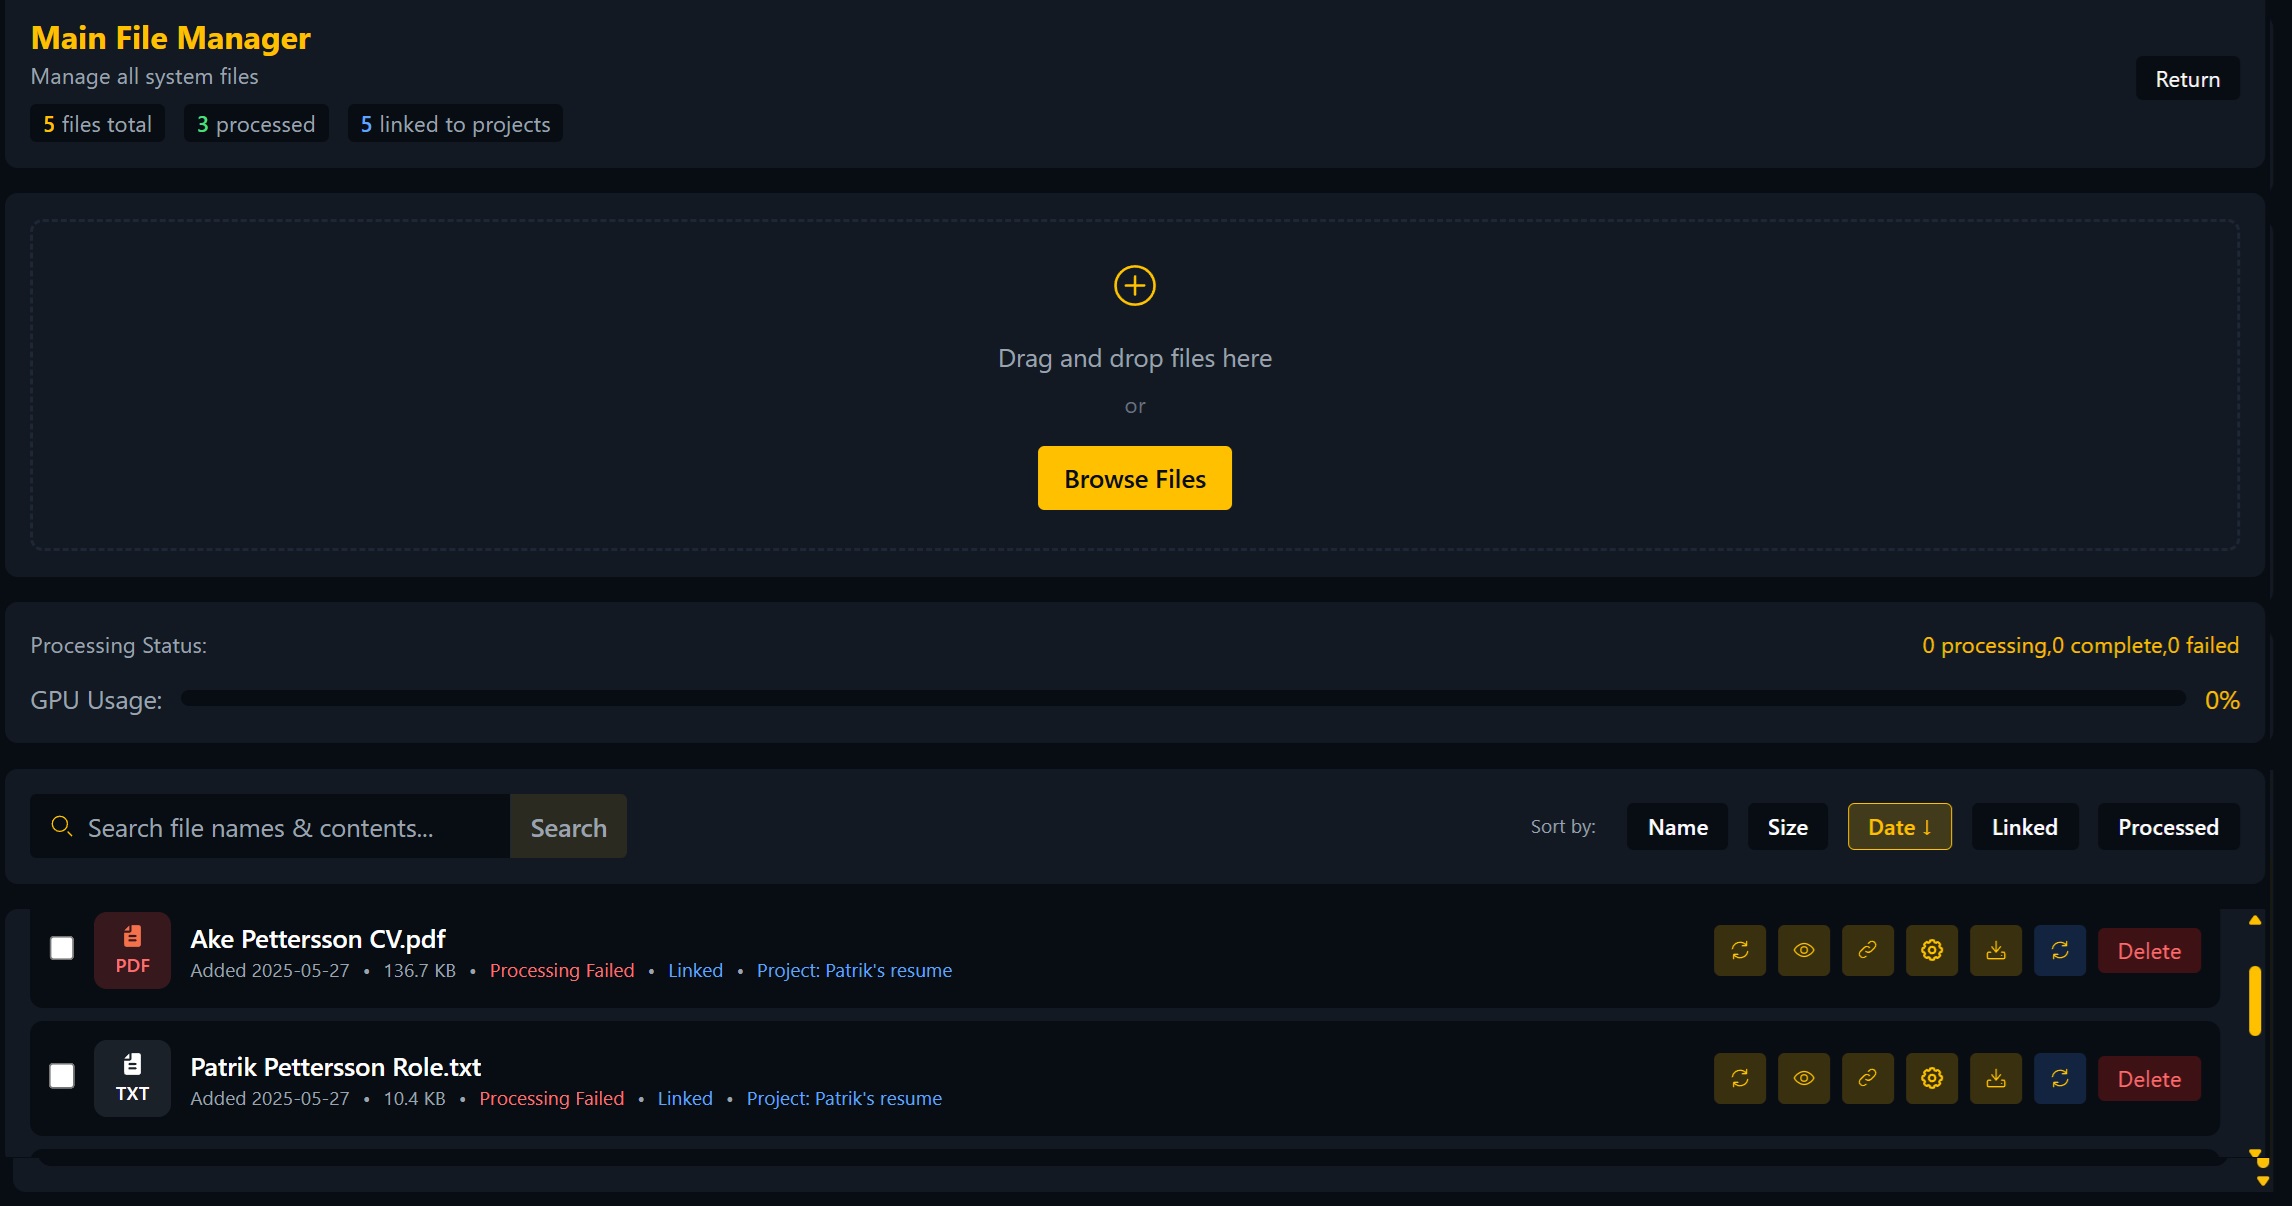 Main File Manager
Manage all system files
Return
5 files total
3 processed
5 linked to projects
Drag and drop files here
or
Browse Files
Processing Status:
0 processing,0 complete,0 failed
GPU Usage:
0%
Search file names & contents...
Search
Sort by:
Name
Size
Date ↓
Linked
Processed
PDF
Ake Pettersson CV.pdf
Added 2025-05-27 • 136.7 KB • Processing Failed • Linked • Project: Patrik's resume
Delete
TXT
Patrik Pettersson Role.txt
Added 2025-05-27 • 10.4 KB • Processing Failed • Linked • Project: Patrik's resume
Delete